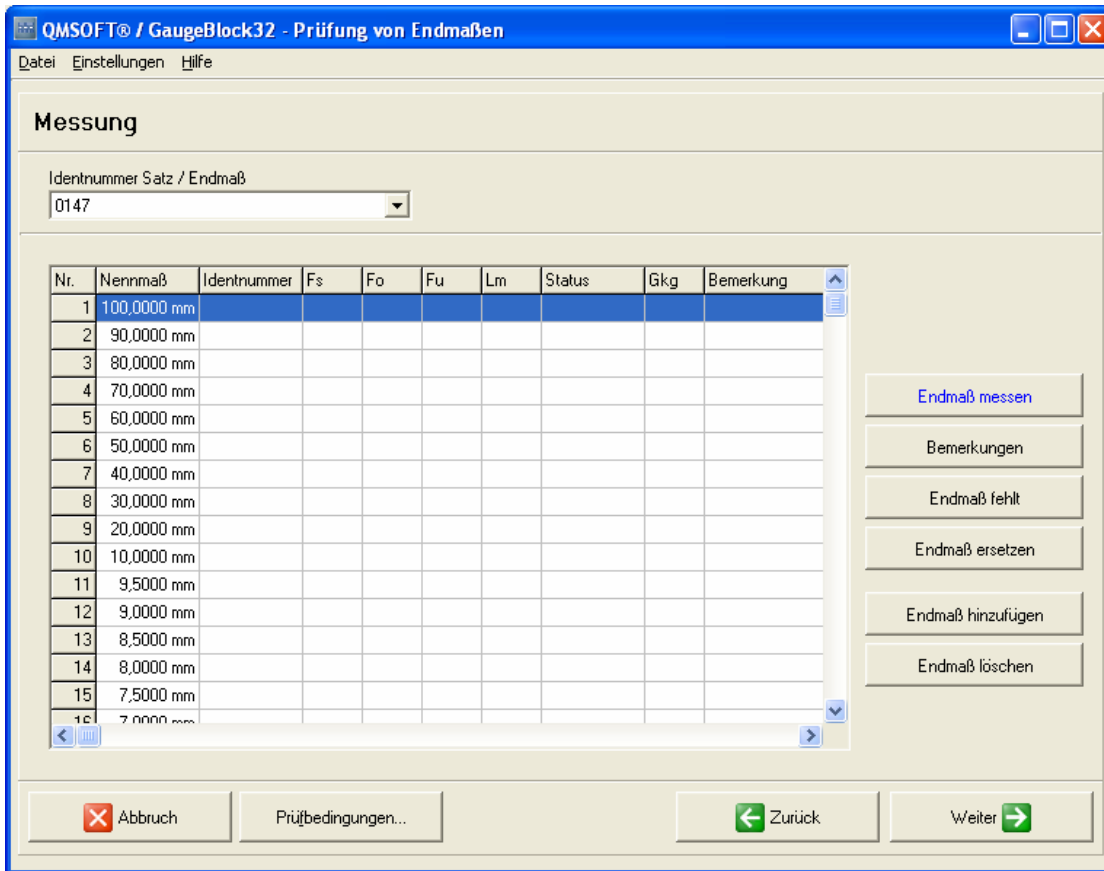 QMSOFT® / GaugeBlock32 - Prüfung von Endmaßen
Datei Einstellungen Hilfe
Messung
Identnummer Satz / Endmaß
0147
Nr. Nennmaß Identnummer Fs Fo Fu Lm Status Gkg Bemerkung
1 100,0000 mm
2 90,0000 mm
3 80,0000 mm
4 70,0000 mm
5 60,0000 mm
6 50,0000 mm
7 40,0000 mm
8 30,0000 mm
9 20,0000 mm
10 10,0000 mm
11 9,5000 mm
12 9,0000 mm
13 8,5000 mm
14 8,0000 mm
15 7,5000 mm
16 7,0000 mm
Endmaß messen
Bemerkungen
Endmaß fehlt
Endmaß ersetzen
Endmaß hinzufügen
Endmaß löschen
Abbruch Prüfbedingungen... Zurück Weiter